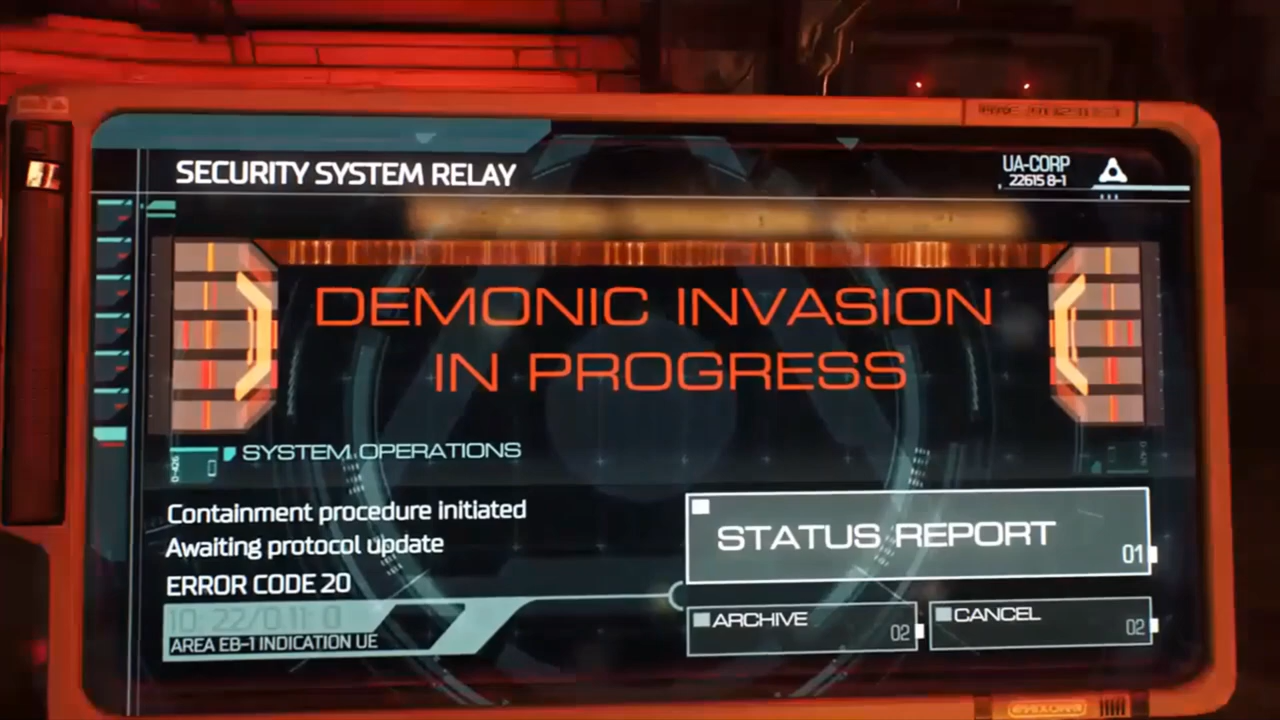 SECURITY SYSTEM RELAY
UA-CORP
22615 B-1
DEMONIC INVASION
IN PROGRESS
SYSTEM OPERATIONS
Containment procedure initiated
Awaiting protocol update
ERROR CODE 20
AREA EB-1 INDICATION UE
STATUS REPORT
01
ARCHIVE
02
CANCEL
02